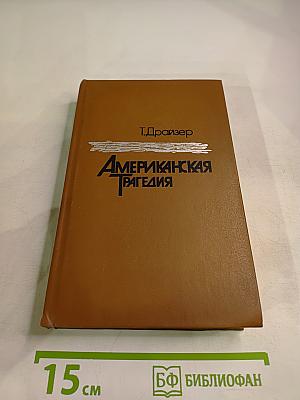 Т. Драйзер
Американская
Трагедия
15 см
БФ БИБЛИОФАН